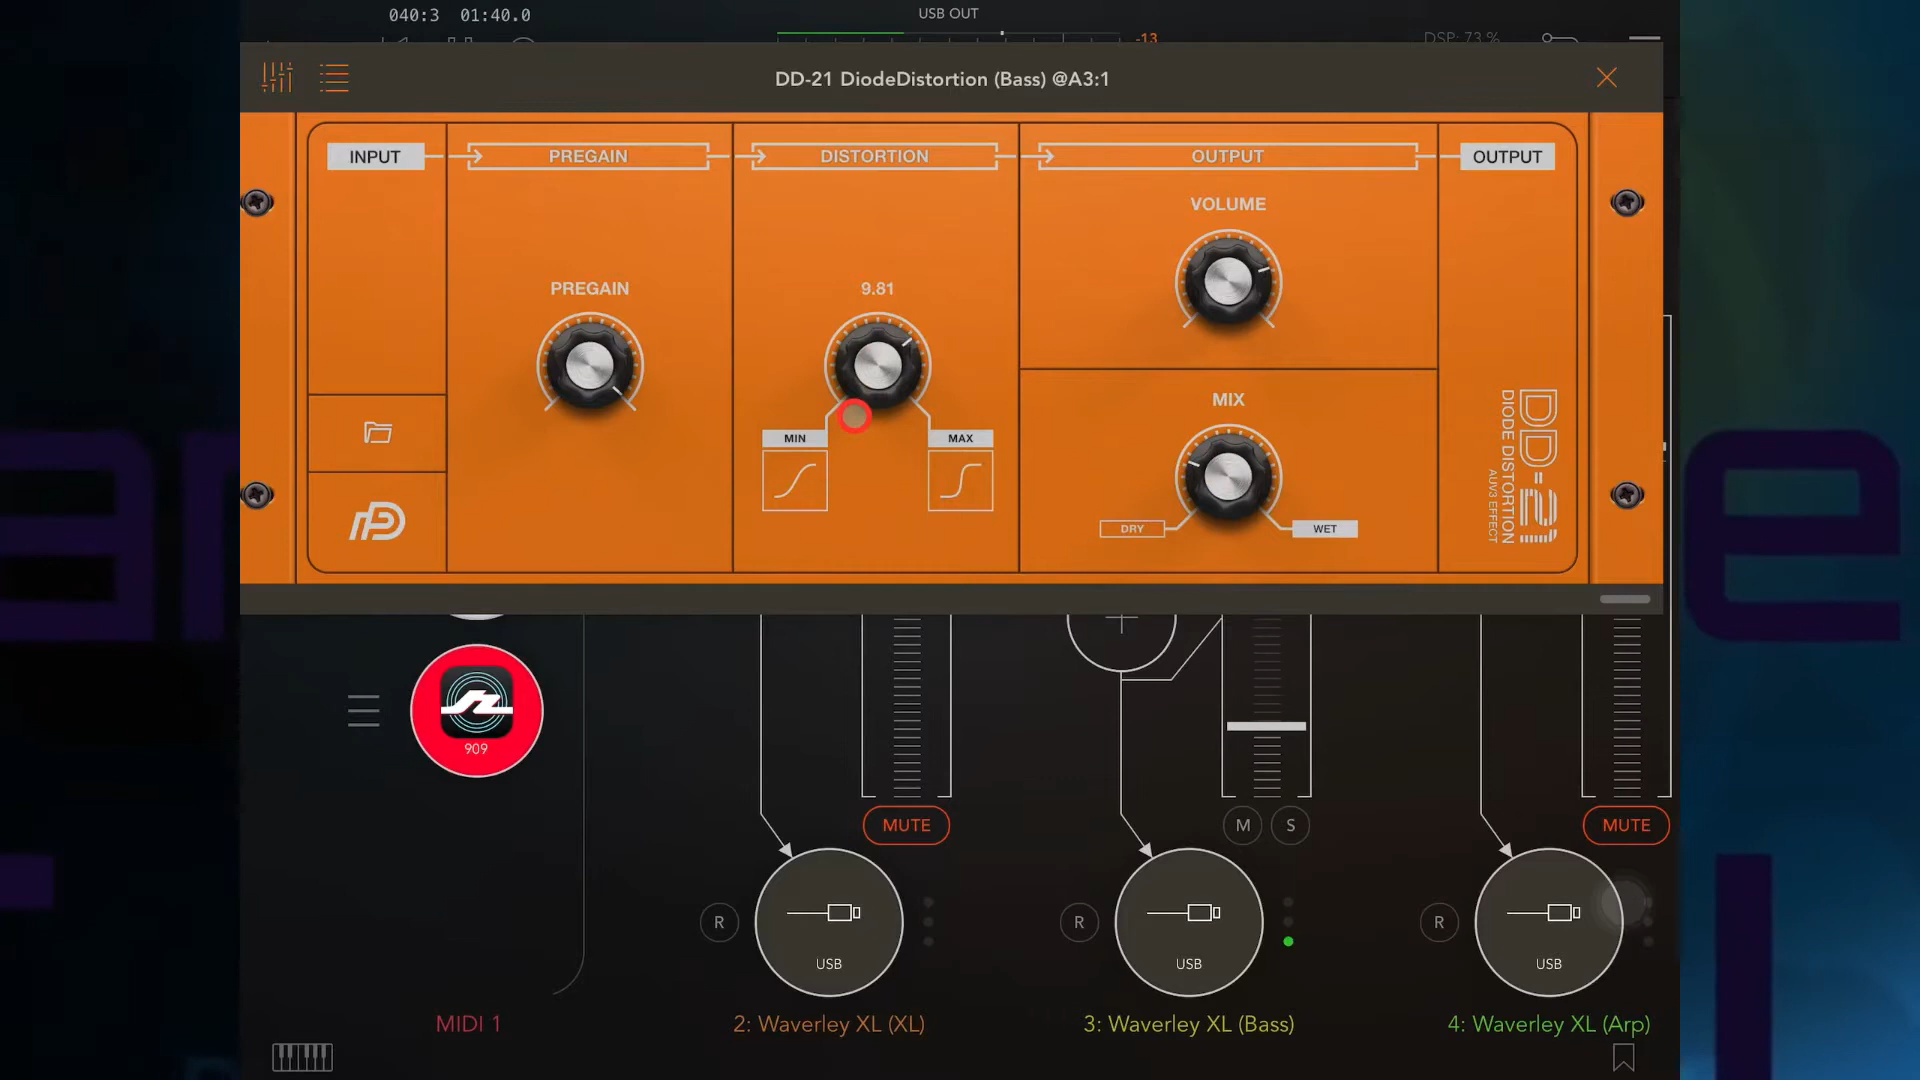 040:3 01:40.0
USB OUT
-13
DSP: 73 %
DD-21 DiodeDistortion (Bass) @A3:1
INPUT
PREGAIN
DISTORTION
OUTPUT
OUTPUT
VOLUME
PREGAIN
9.81
MIX
MIN
MAX
DRY
WET
DD-21
DIODE DISTORTION
AUV3 EFFECT
909
MUTE
M
S
MUTE
R
USB
R
USB
R
USB
MIDI 1
2: Waverley XL (XL)
3: Waverley XL (Bass)
4: Waverley XL (Arp)